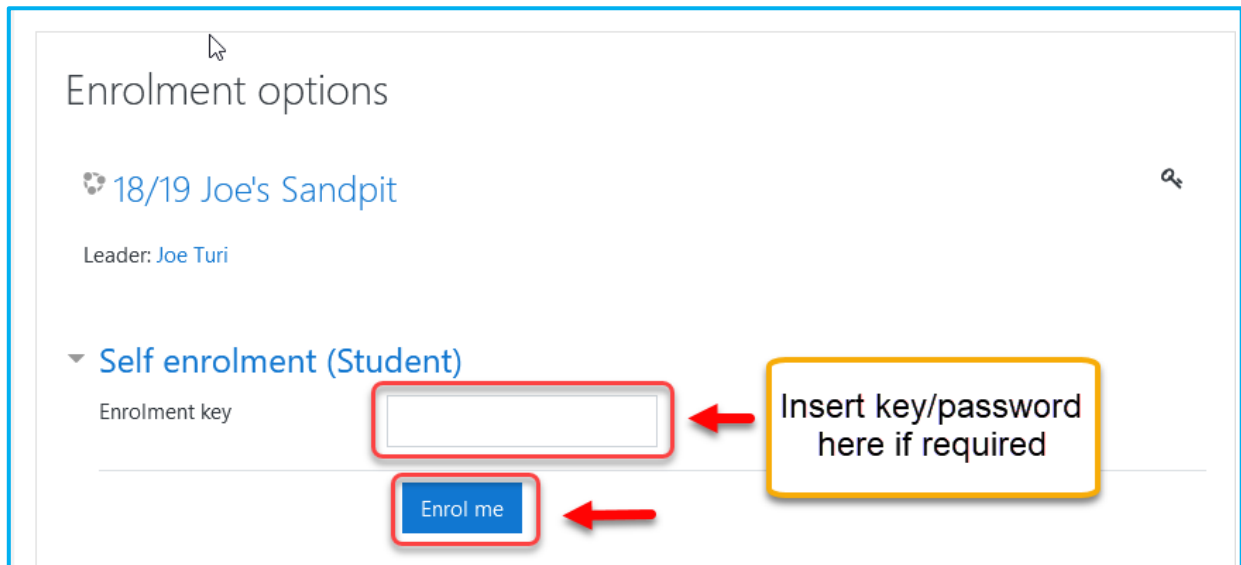 Enrolment options
18/19 Joe's Sandpit
Leader: Joe Turi
Self enrolment (Student)
Enrolment key
Insert key/password
here if required
Enrol me